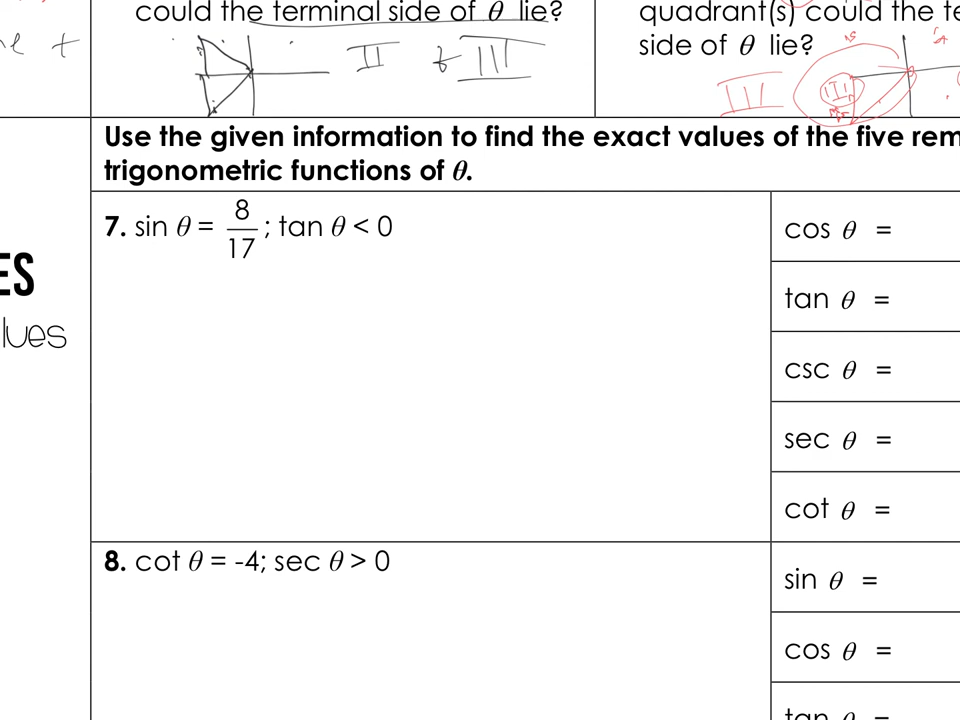 could the terminal side of θ lie?
quadrant(s) could the te
side of θ lie?
II & III
III
III
Use the given information to find the exact values of the five rem
trigonometric functions of θ.
7. sin θ = 8/17 ; tan θ < 0
cos θ =
tan θ =
csc θ =
sec θ =
cot θ =
ES
lues
8. cot θ = -4; sec θ > 0
sin θ =
cos θ =
tan θ =